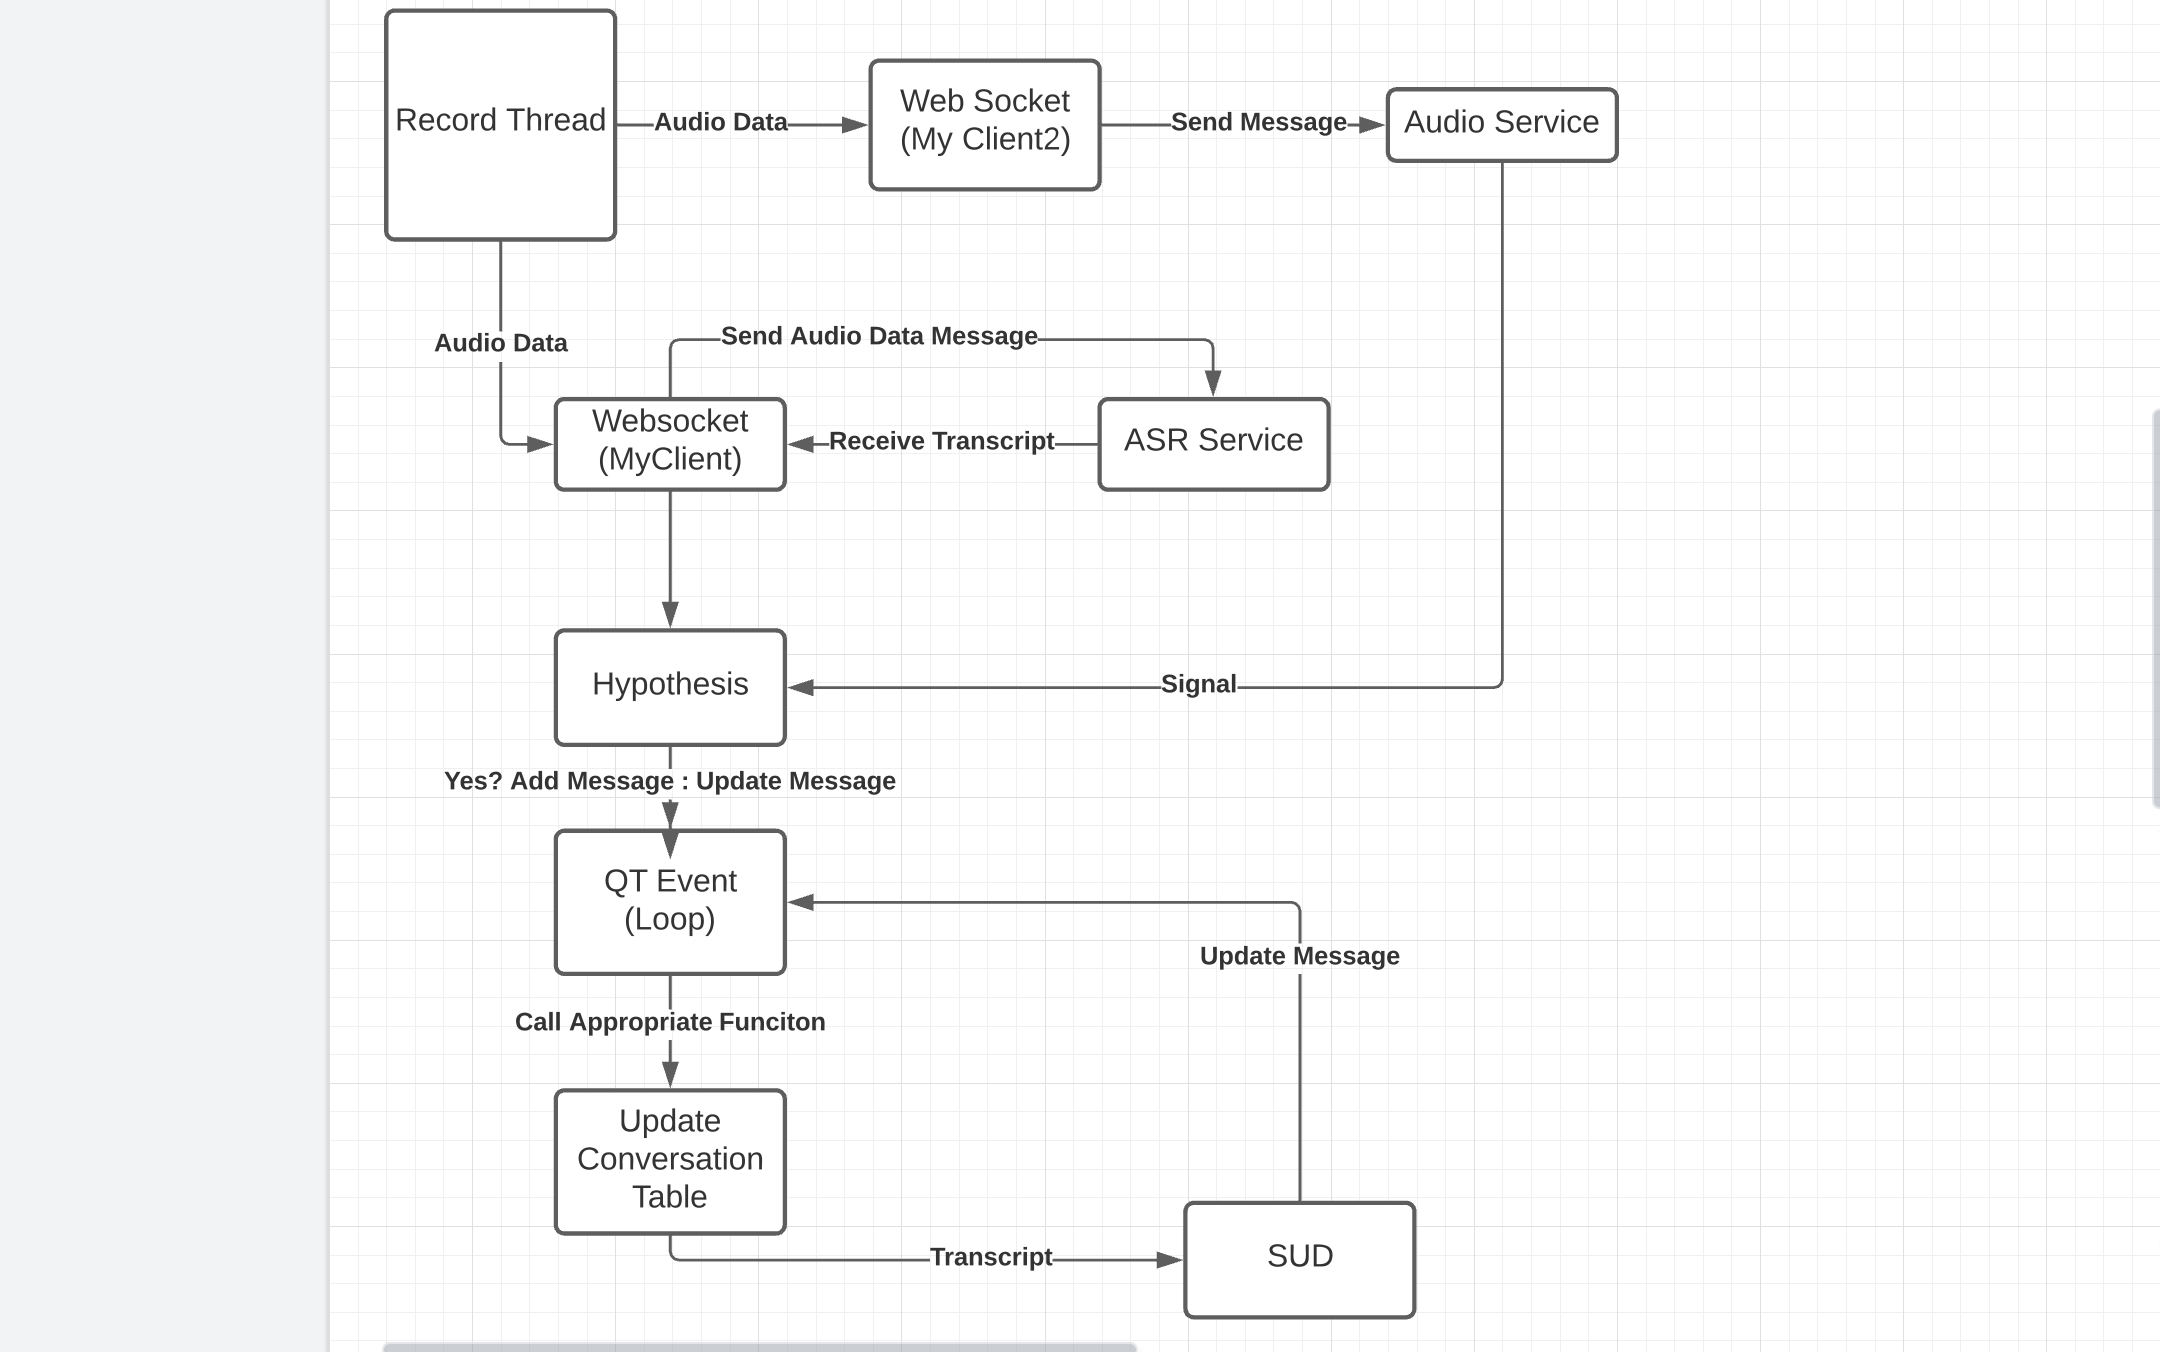 Record Thread
Audio Data
Web Socket
(My Client2)
Send Message
Audio Service
Audio Data
Send Audio Data Message
Websocket
(MyClient)
Receive Transcript
ASR Service
Hypothesis
Signal
Yes? Add Message : Update Message
QT Event
(Loop)
Update Message
Call Appropriate Funciton
Update
Conversation
Table
Transcript
SUD